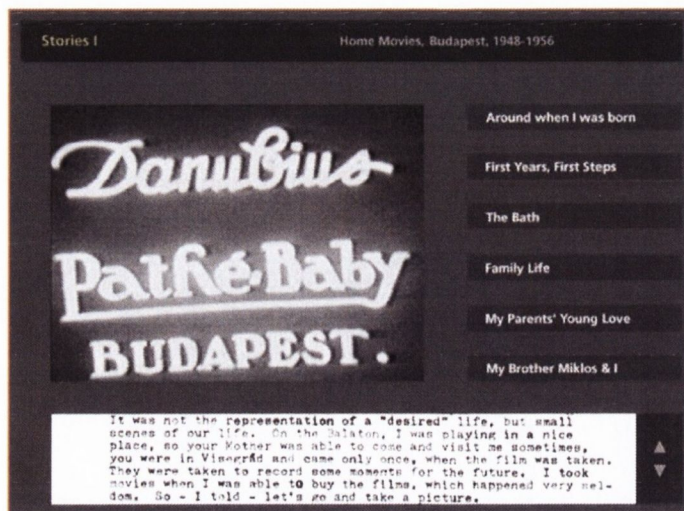 Stories I
Home Movies, Budapest, 1948-1956
Danubius
Pathé-Baby
BUDAPEST.
Around when I was born
First Years, First Steps
The Bath
Family Life
My Parents' Young Love
My Brother Miklos & I
It was not the representation of a "desired" life, but small
scenes of our life. On the Balaton, I was playing in a nice
place, so your Mother was able to come and visit me sometimes,
you were in Visegrád and came only once, when the film was taken.
They were taken to record some moments for the future. I took
movies when I was able to buy the films, which happened very sel-
dom. So - I told - let's go and take a picture.